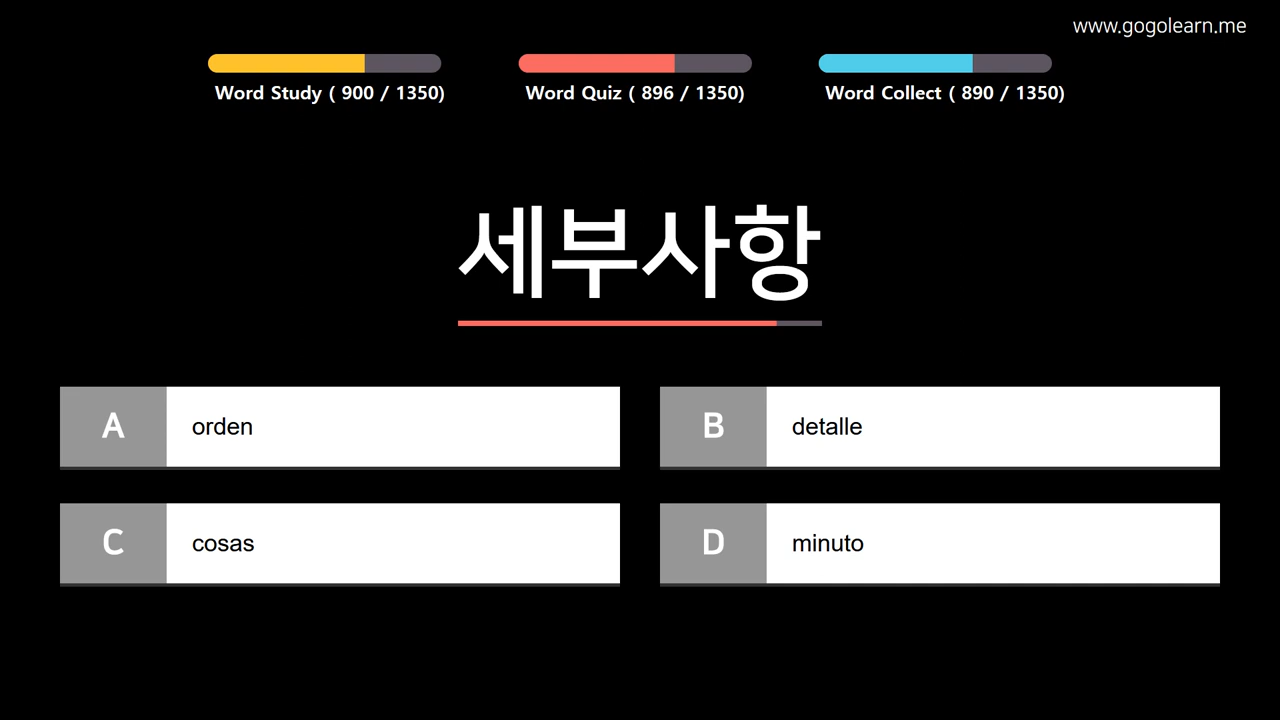 www.gogolearn.me
Word Study ( 900 / 1350)
Word Quiz ( 896 / 1350)
Word Collect ( 890 / 1350)
세부사항
A orden
B detalle
C cosas
D minuto